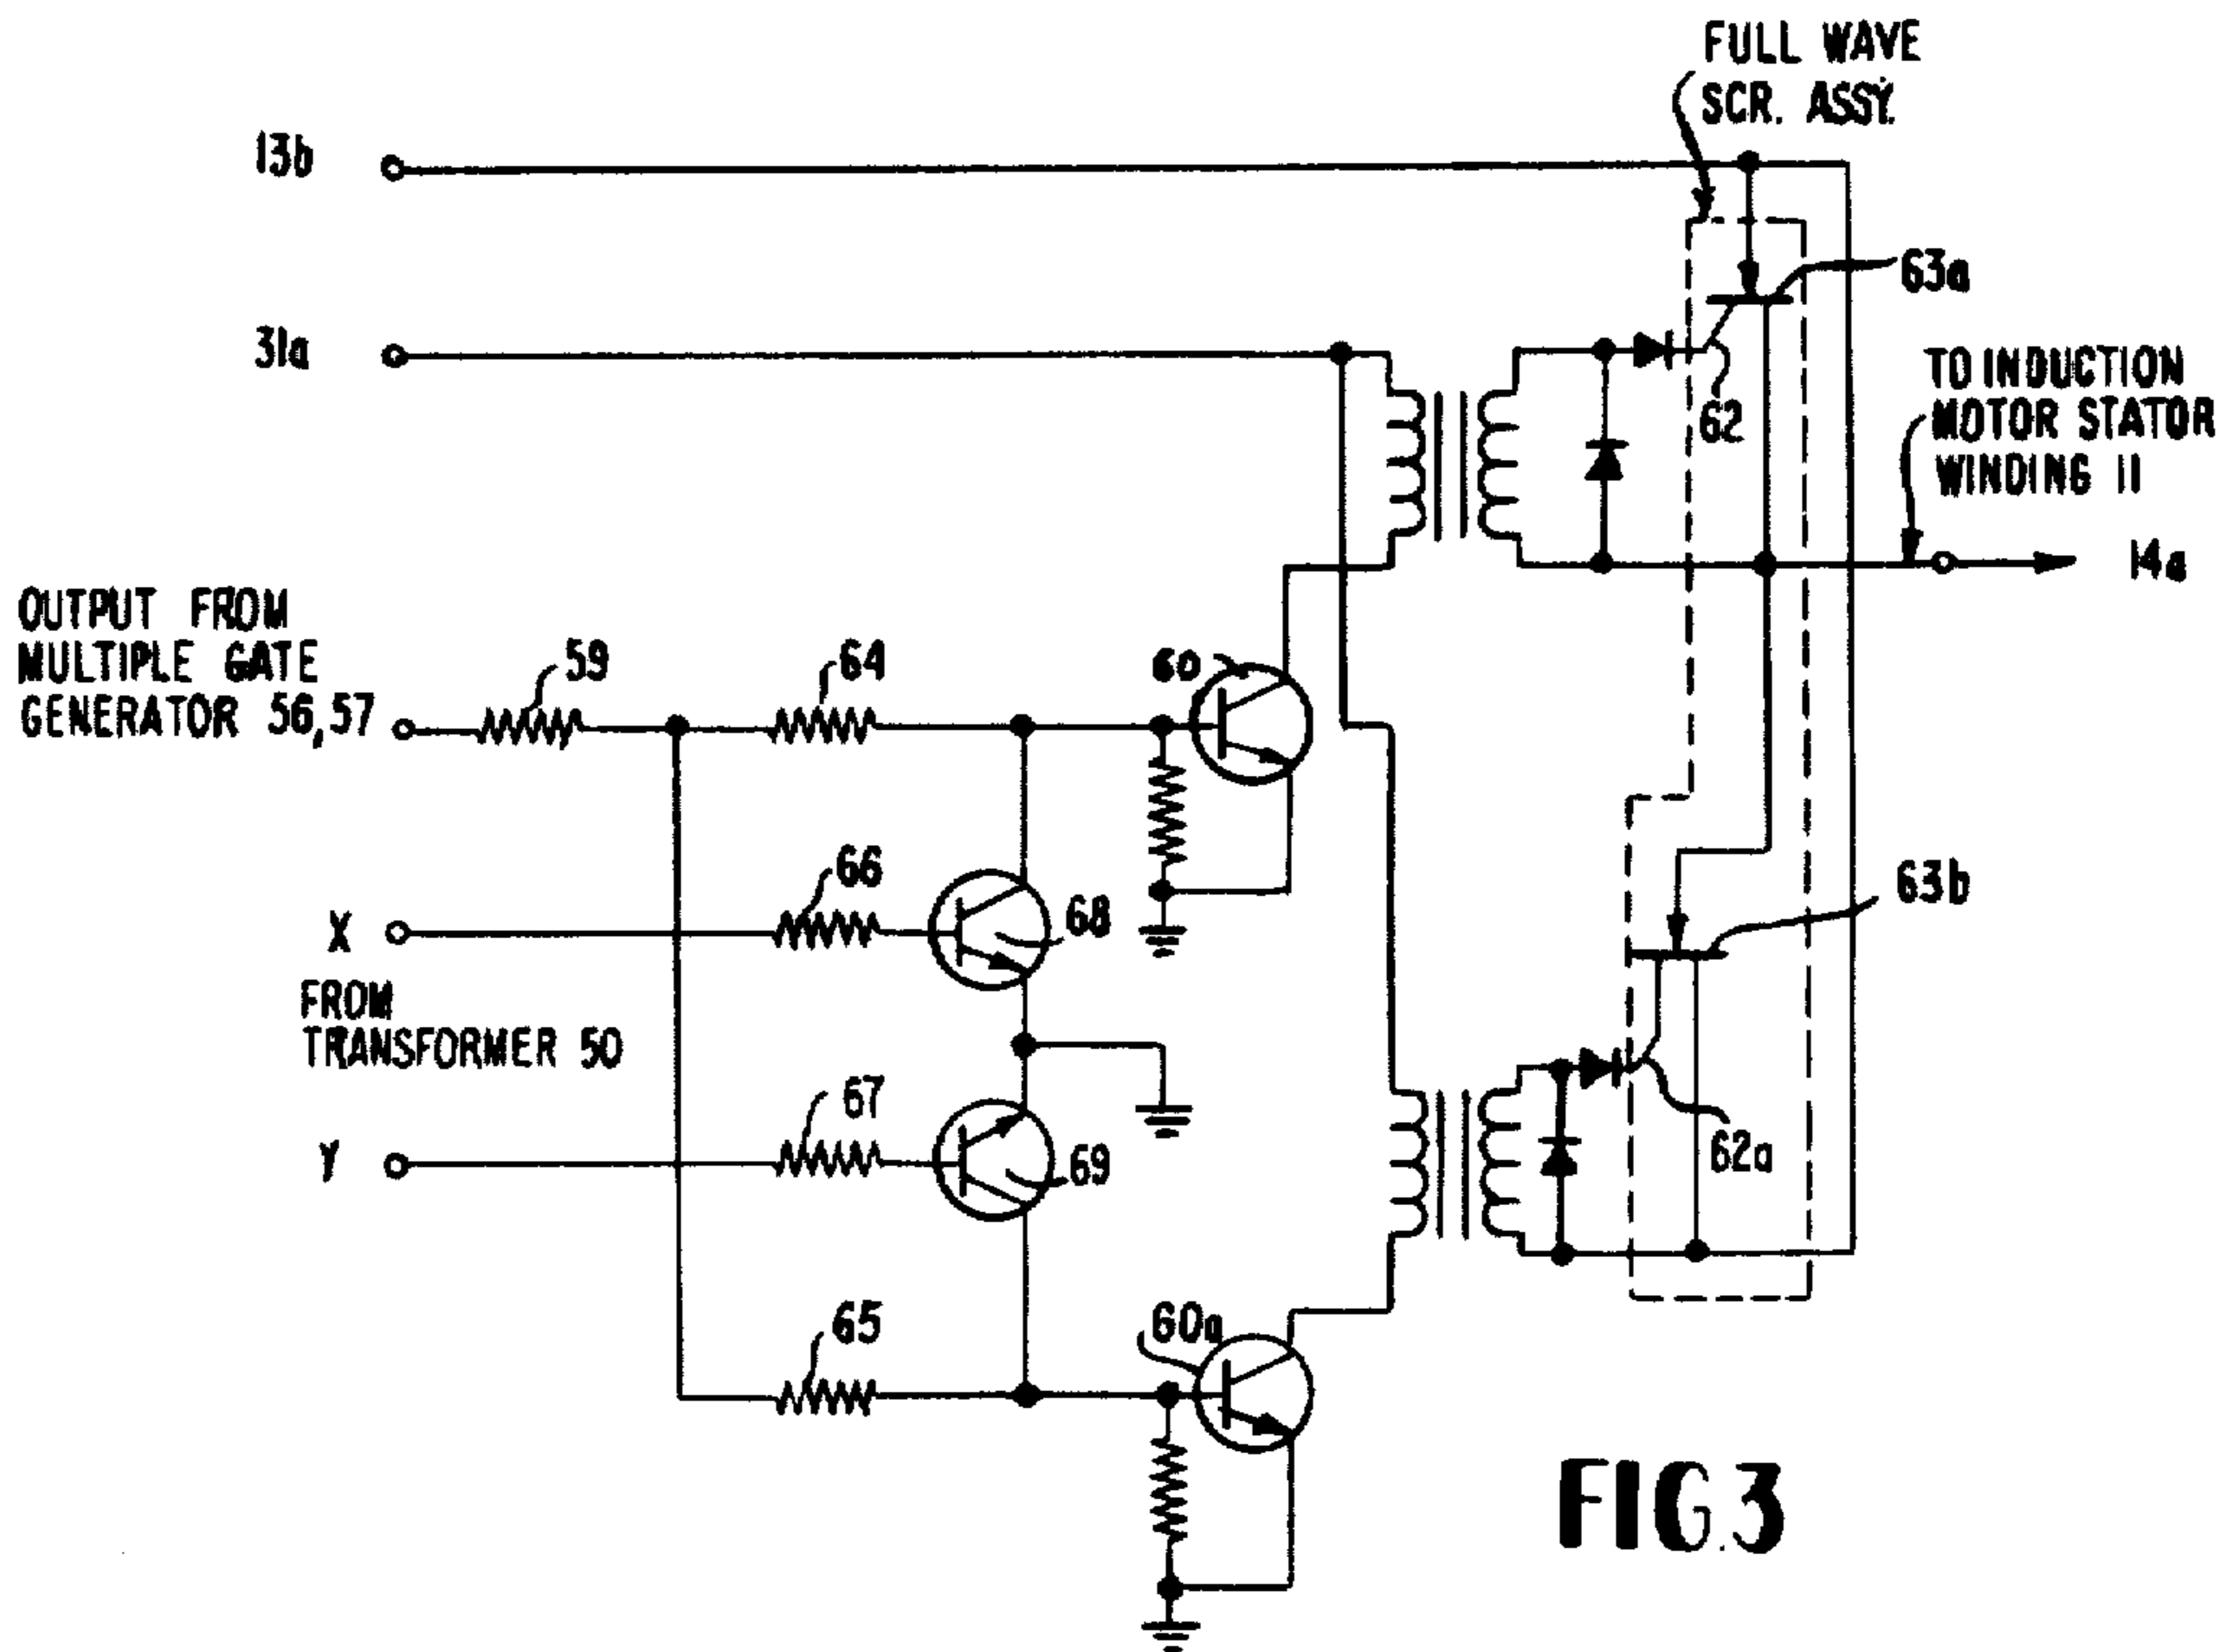 FULL WAVE
SCR. ASSY.
13b
63a
31a
TO INDUCTION
MOTOR STATOR
WINDING 11
62
14a
OUTPUT FROM
MULTIPLE GATE
GENERATOR 56,57
59
64
60
66
68
63b
X
FROM
TRANSFORMER 50
67
69
62a
Y
65
60a
FIG.3